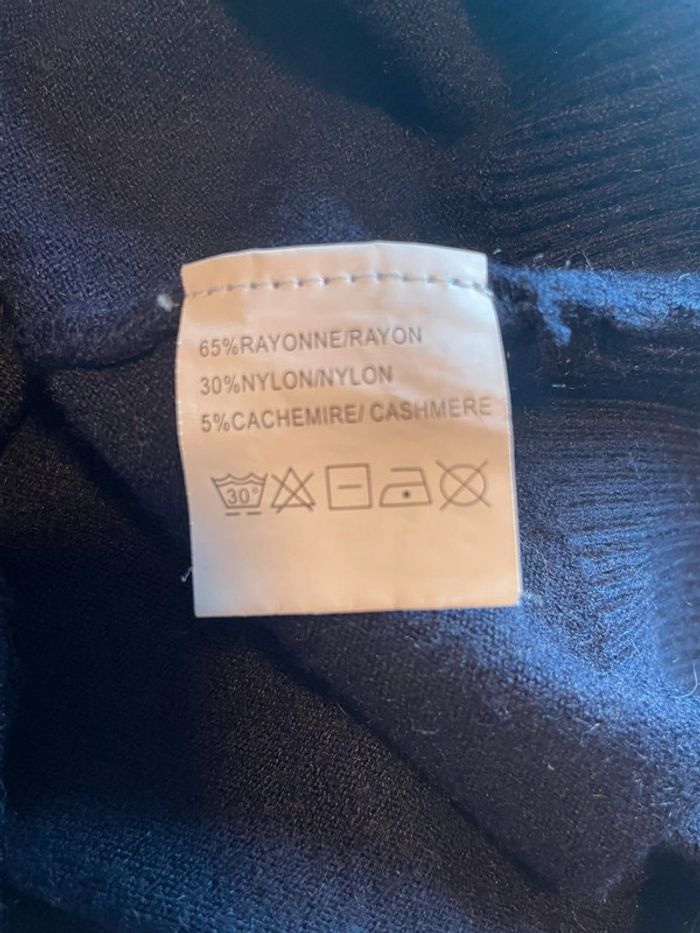 65%RAYONNE/RAYON
30%NYLON/NYLON
5%CACHEMIRE/ CASHMERE
30°